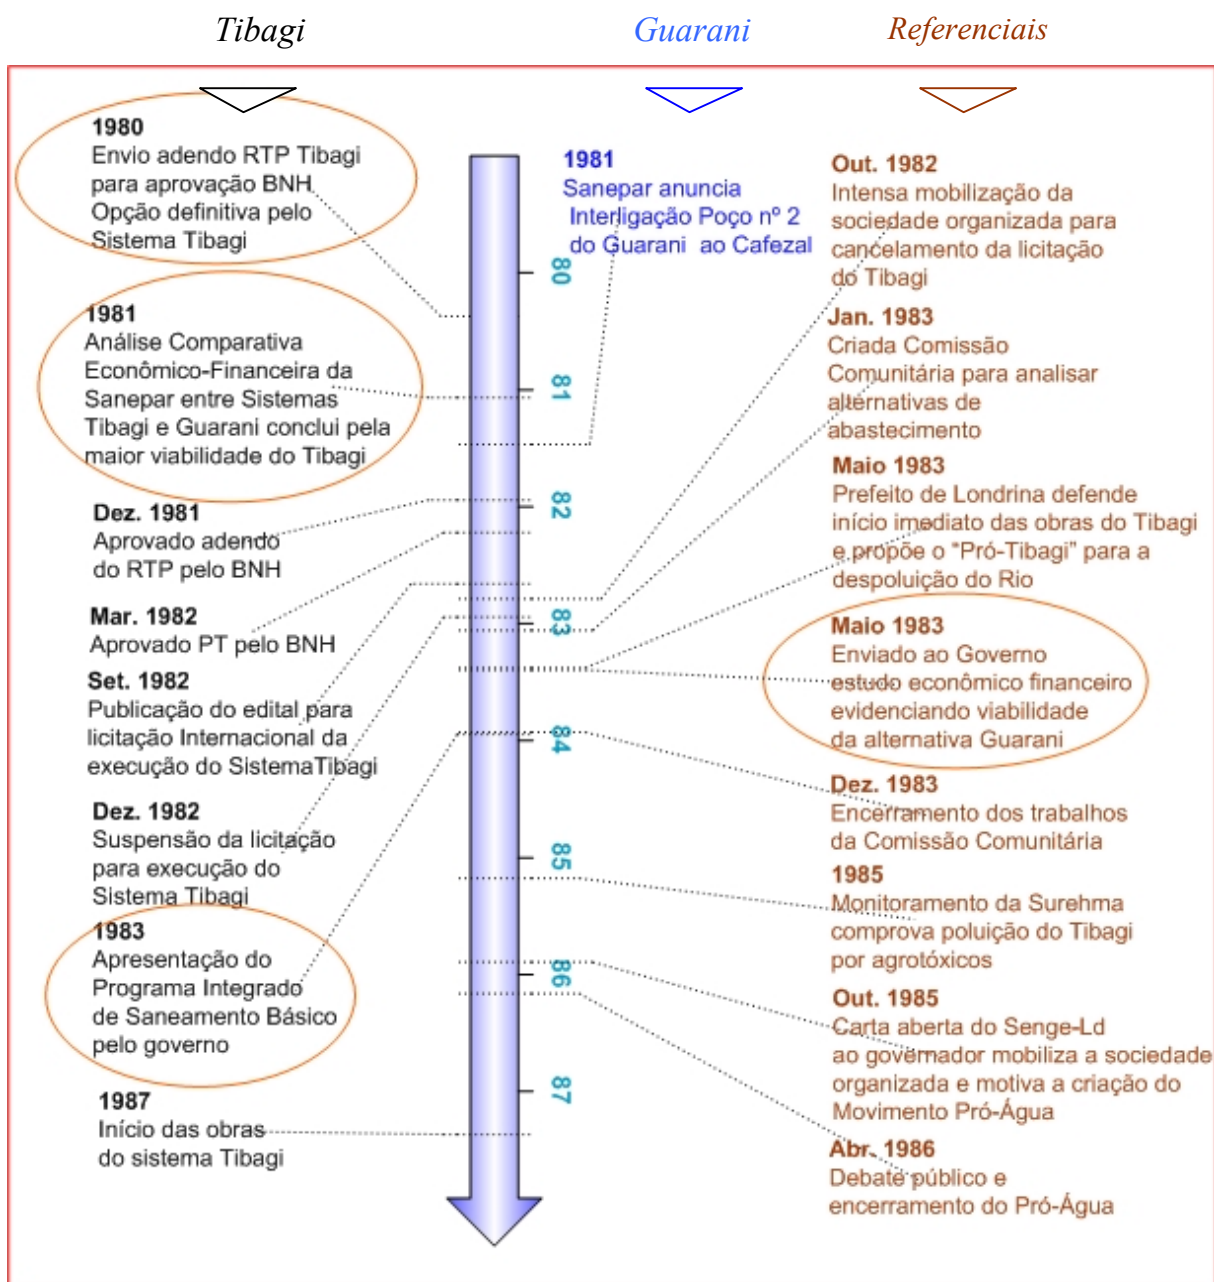 Tibagi
Guarani
Referenciais
1980
Envio adendo RTP Tibagi
para aprovação BNH
Opção definitiva pelo
Sistema Tibagi
1981
Análise Comparativa
Econômico-Financeira da
Sanepar entre Sistemas
Tibagi e Guarani conclui pela
maior viabilidade do Tibagi
Dez. 1981
Aprovado adendo
do RTP pelo BNH
Mar. 1982
Aprovado PT pelo BNH
Set. 1982
Publicação do edital para
licitação Internacional da
execução do SistemaTibagi
Dez. 1982
Suspensão da licitação
para execução do
Sistema Tibagi
1983
Apresentação do
Programa Integrado
de Saneamento Básico
pelo governo
1987
Início das obras
do sistema Tibagi
80
81
82
83
84
85
86
87
1981
Sanepar anuncia
Interligação Poço nº 2
do Guarani ao Cafezal
Out. 1982
Intensa mobilização da
sociedade organizada para
cancelamento da licitação
do Tibagi
Jan. 1983
Criada Comissão
Comunitária para analisar
alternativas de
abastecimento
Maio 1983
Prefeito de Londrina defende
início imediato das obras do Tibagi
e propõe o "Pró-Tibagi" para a
despoluição do Rio
Maio 1983
Enviado ao Governo
estudo econômico financeiro
evidenciando viabilidade
da alternativa Guarani
Dez. 1983
Encerramento dos trabalhos
da Comissão Comunitária
1985
Monitoramento da Surehma
comprova poluição do Tibagi
por agrotóxicos
Out. 1985
Carta aberta do Senge-Ld
ao governador mobiliza a sociedade
organizada e motiva a criação do
Movimento Pró-Água
Abr. 1986
Debate público e
encerramento do Pró-Água